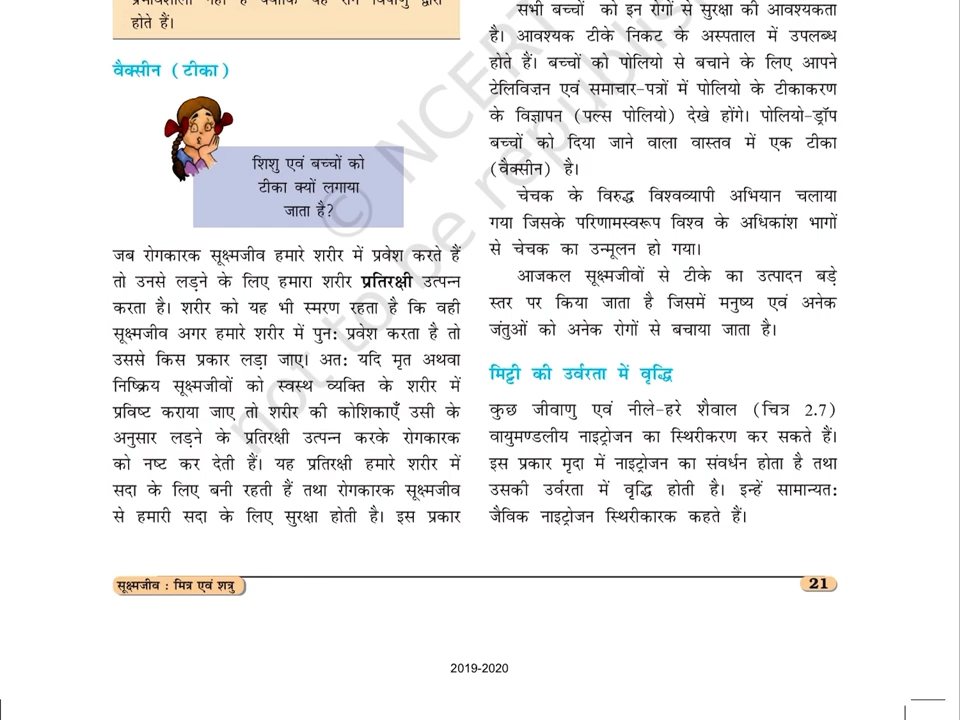 होते हैं।
वैक्सीन (टीका)
शिशु एवं बच्चों को
टीका क्यों लगाया
जाता है?
जब रोगकारक सूक्ष्मजीव हमारे शरीर में प्रवेश करते हैं
तो उनसे लड़ने के लिए हमारा शरीर प्रतिरक्षी उत्पन्न
करता है। शरीर को यह भी स्मरण रहता है कि वही
सूक्ष्मजीव अगर हमारे शरीर में पुन: प्रवेश करता है तो
उससे किस प्रकार लड़ा जाए। अत: यदि मृत अथवा
निष्क्रिय सूक्ष्मजीवों को स्वस्थ व्यक्ति के शरीर में
प्रविष्ट कराया जाए तो शरीर की कोशिकाएँ उसी के
अनुसार लड़ने के प्रतिरक्षी उत्पन्न करके रोगकारक
को नष्ट कर देती हैं। यह प्रतिरक्षी हमारे शरीर में
सदा के लिए बनी रहती हैं तथा रोगकारक सूक्ष्मजीव
से हमारी सदा के लिए सुरक्षा होती है। इस प्रकार
सभी बच्चों को इन रोगों से सुरक्षा की आवश्यकता
है। आवश्यक टीके निकट के अस्पताल में उपलब्ध
होते हैं। बच्चों को पोलियो से बचाने के लिए आपने
टेलिविज़न एवं समाचार-पत्रों में पोलियो के टीकाकरण
के विज्ञापन (पल्स पोलियो) देखे होंगे। पोलियो-ड्रॉप
बच्चों को दिया जाने वाला वास्तव में एक टीका
(वैक्सीन) है।
चेचक के विरुद्ध विश्वव्यापी अभियान चलाया
गया जिसके परिणामस्वरूप विश्व के अधिकांश भागों
से चेचक का उन्मूलन हो गया।
आजकल सूक्ष्मजीवों से टीके का उत्पादन बड़े
स्तर पर किया जाता है जिसमें मनुष्य एवं अनेक
जंतुओं को अनेक रोगों से बचाया जाता है।
मिट्टी की उर्वरता में वृद्धि
कुछ जीवाणु एवं नीले-हरे शैवाल (चित्र 2.7)
वायुमण्डलीय नाइट्रोजन का स्थिरीकरण कर सकते हैं।
इस प्रकार मृदा में नाइट्रोजन का संवर्धन होता है तथा
उसकी उर्वरता में वृद्धि होती है। इन्हें सामान्यत:
जैविक नाइट्रोजन स्थिरीकारक कहते हैं।
© NCERT
not to be republis
सूक्ष्मजीव : मित्र एवं शत्रु
21
2019-2020